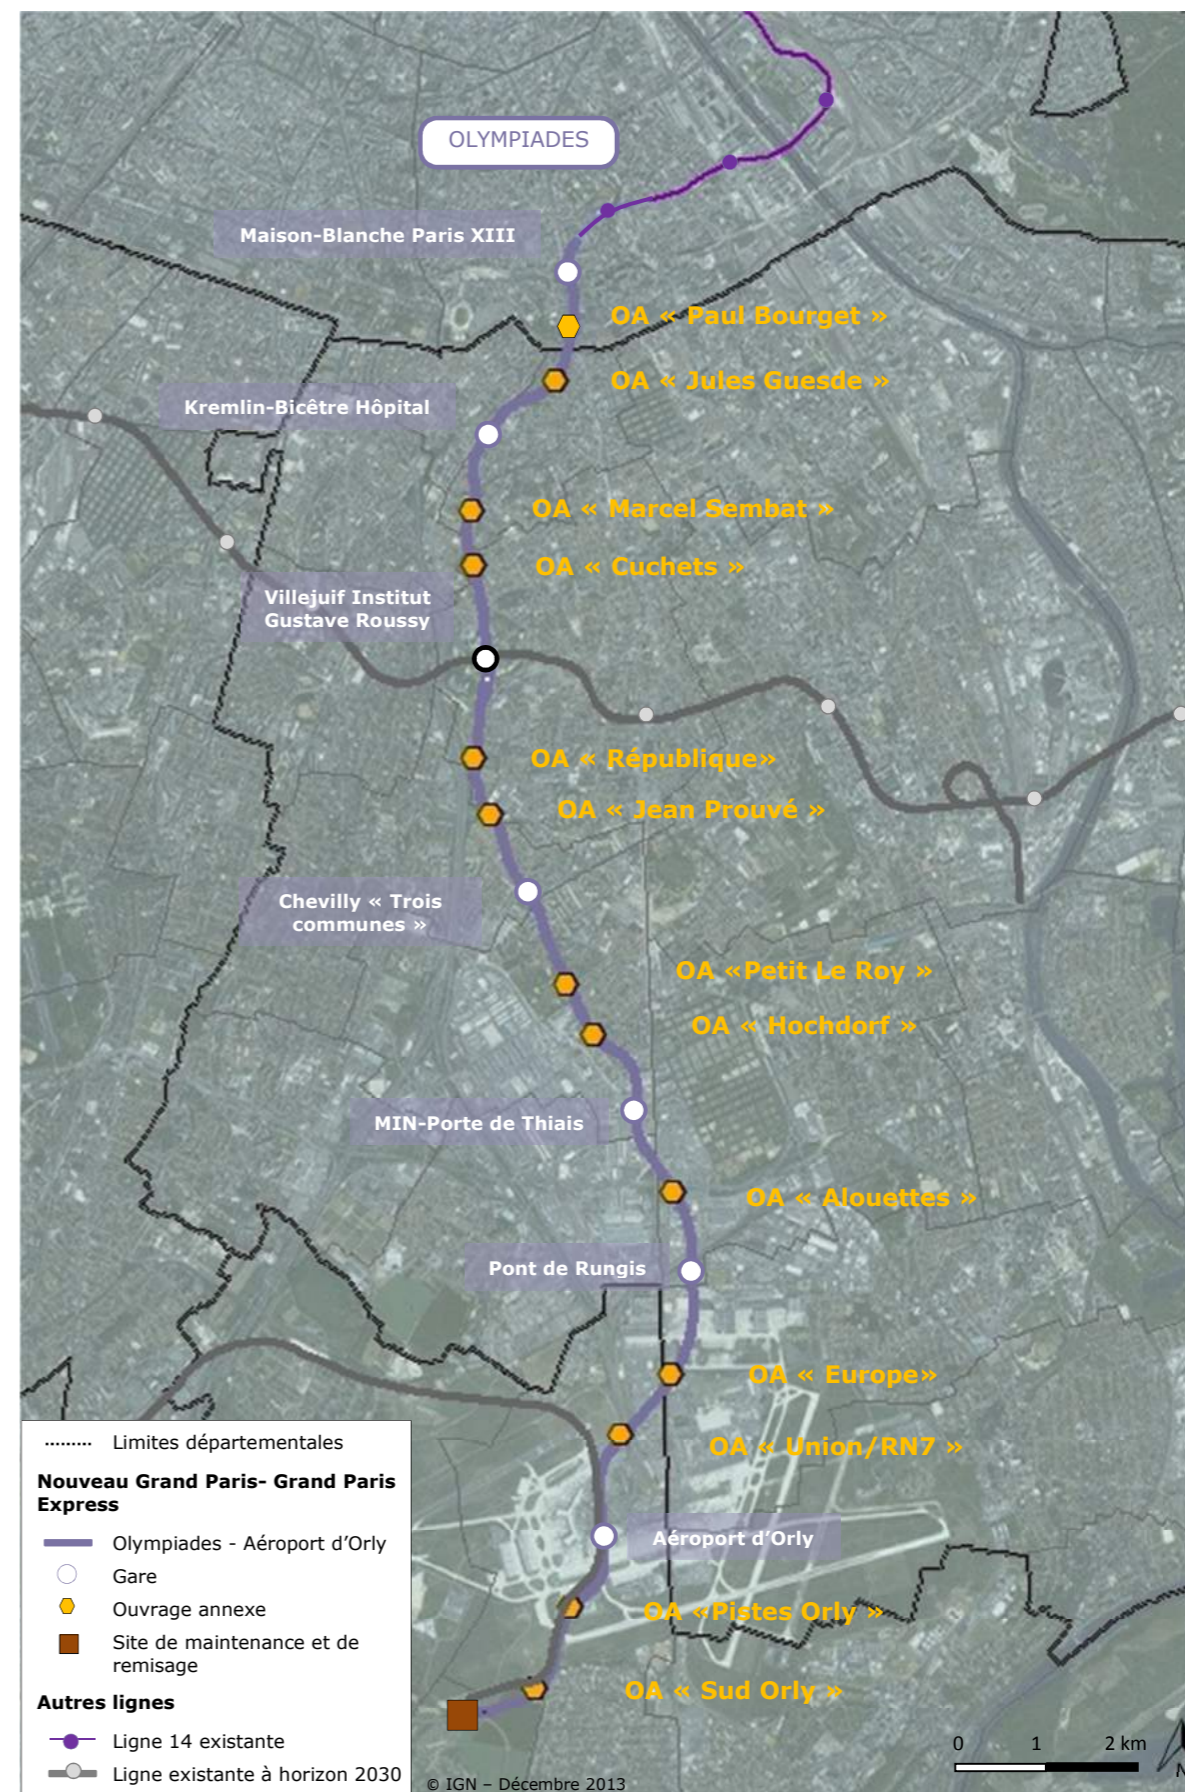 OLYMPIADES
Maison-Blanche Paris XIII
OA « Paul Bourget »
OA « Jules Guesde »
Kremlin-Bicêtre Hôpital
OA « Marcel Sembat »
OA « Cuchets »
Villejuif Institut
Gustave Roussy
OA « République»
OA « Jean Prouvé »
Chevilly « Trois
communes »
OA «Petit Le Roy »
OA « Hochdorf »
MIN-Porte de Thiais
OA « Alouettes »
Pont de Rungis
OA « Europe»
OA « Union/RN7 »
Aéroport d'Orly
OA «Pistes Orly »
OA « Sud Orly »
Limites départementales
Nouveau Grand Paris- Grand Paris
Express
Olympiades - Aéroport d'Orly
Gare
Ouvrage annexe
Site de maintenance et de
remisage
Autres lignes
Ligne 14 existante
Ligne existante à horizon 2030
© IGN – Décembre 2013
0 1 2 km
N